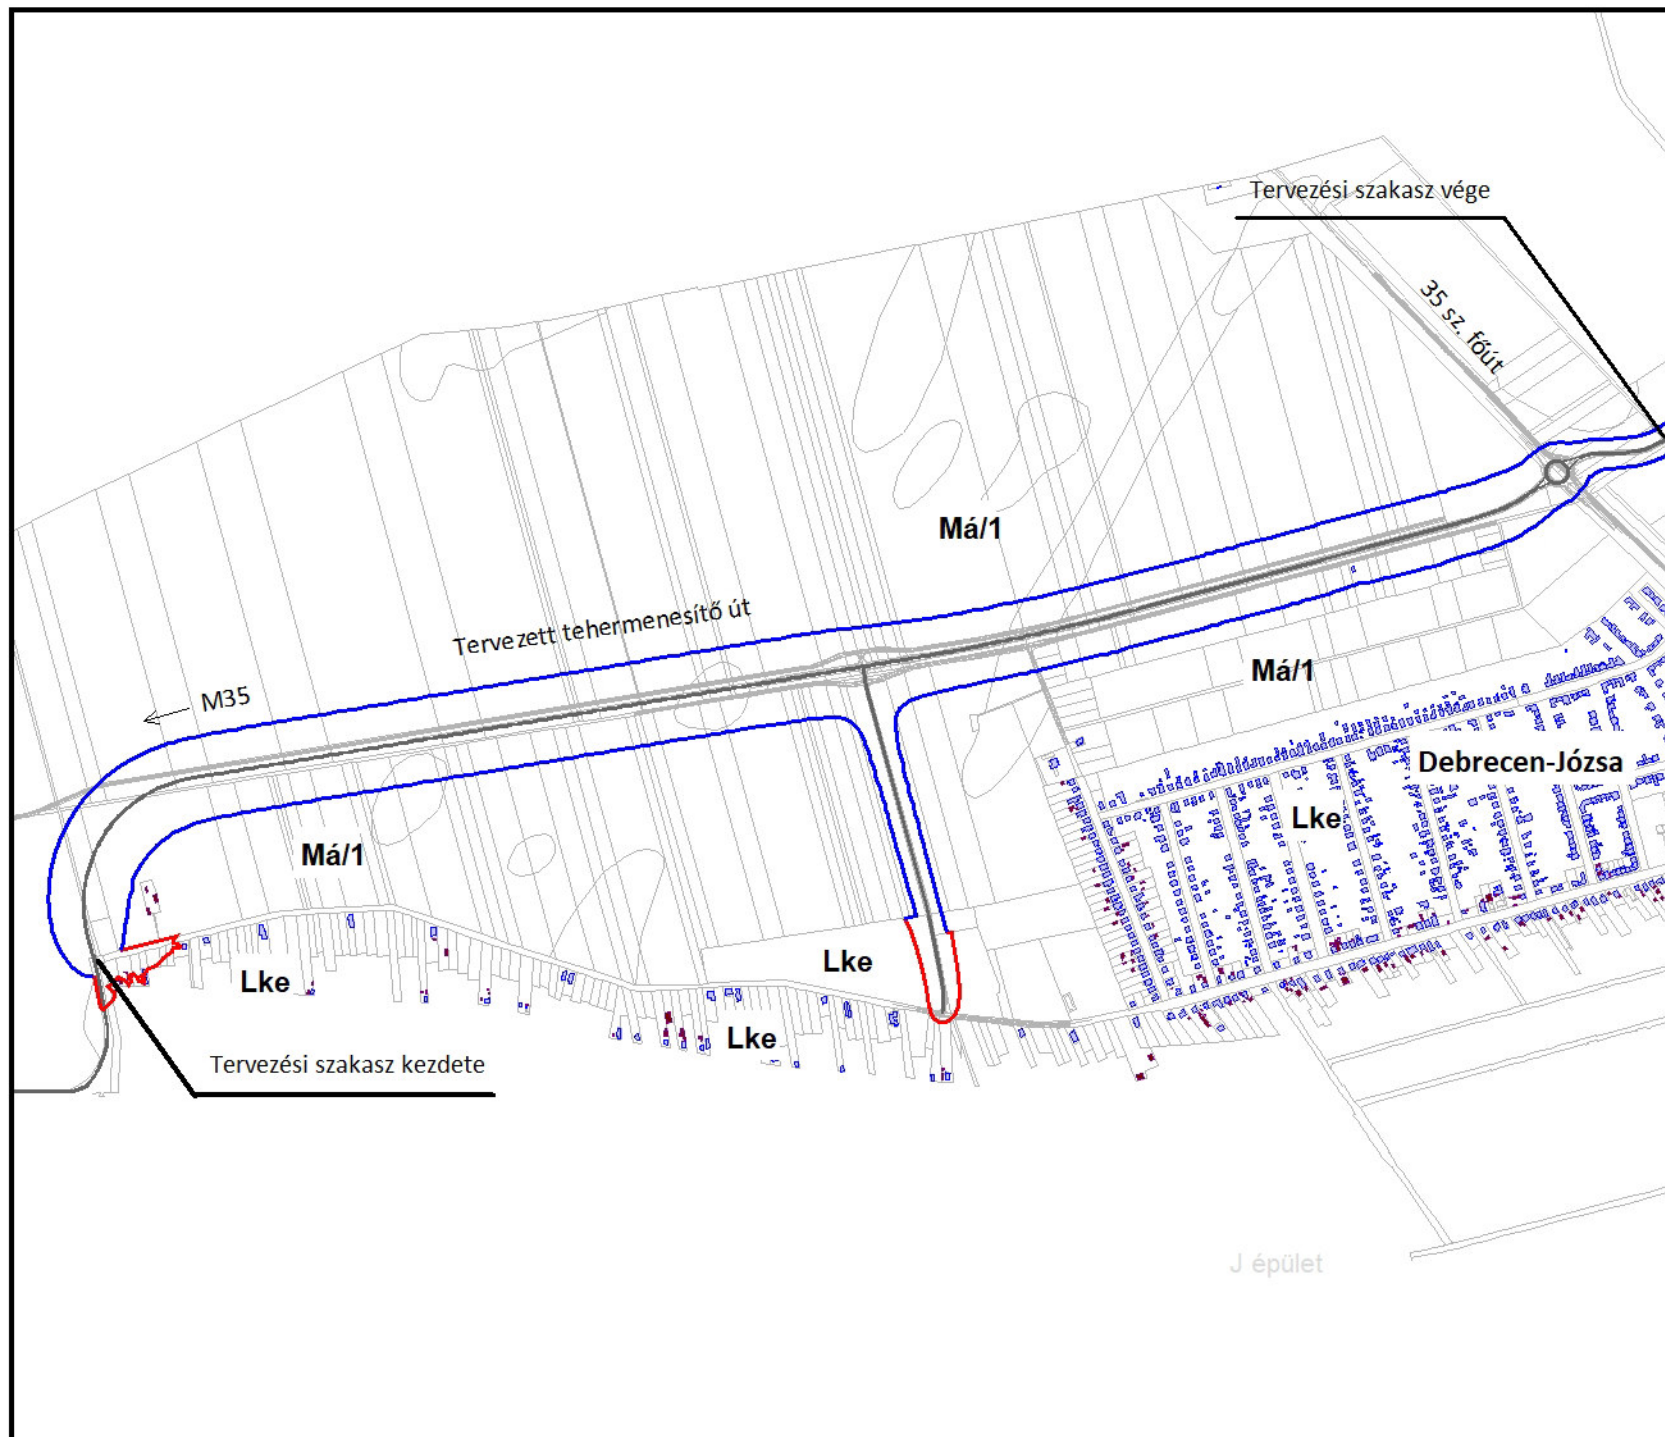 Tervezési szakasz vége
35 sz. főút
Má/1
Tervezett tehermenesítő út
Má/1
M35
Debrecen-Józsa
Lke
Má/1
Lke
Lke
Lke
Tervezési szakasz kezdete
J épület